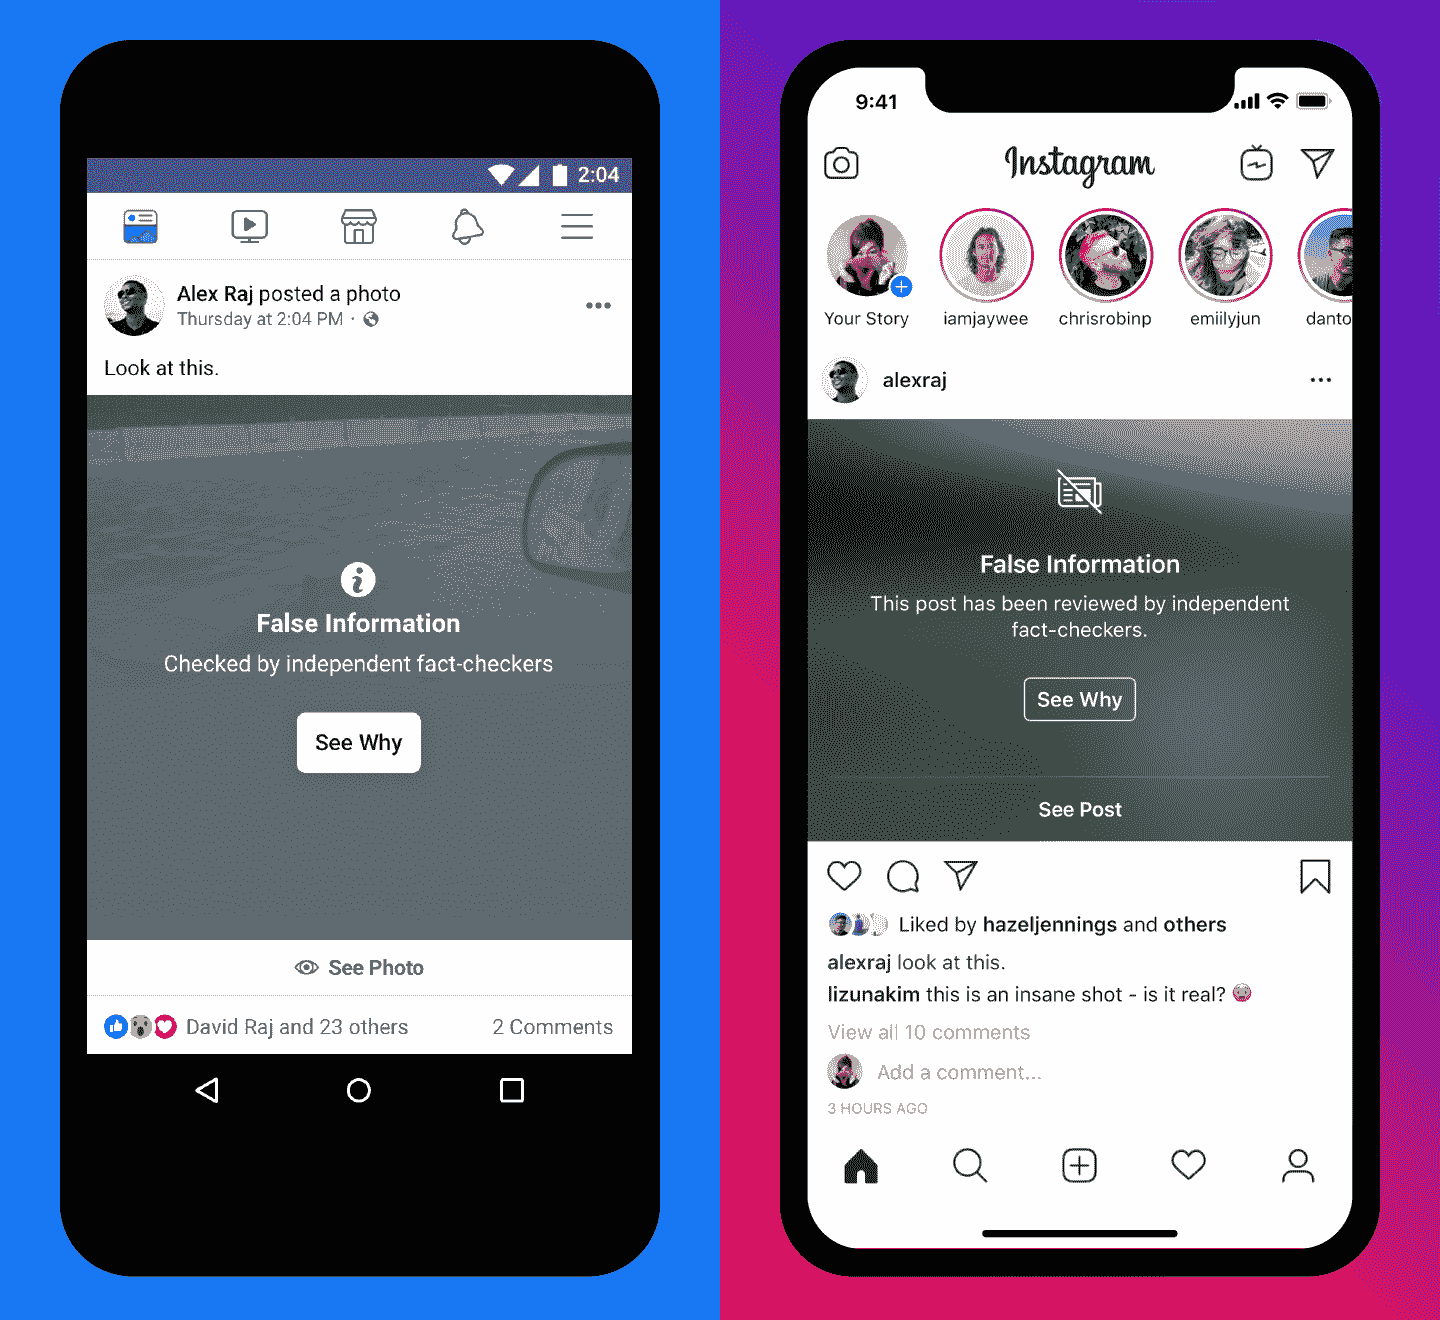 2:04
Alex Raj posted a photo
Thursday at 2:04 PM ·
Look at this.
False Information
Checked by independent fact-checkers
See Why
See Photo
David Raj and 23 others
2 Comments
9:41
Instagram
Your Story
iamjaywee
chrisrobinp
emiilyjun
danto
alexraj
False Information
This post has been reviewed by independent
fact-checkers.
See Why
See Post
Liked by hazeljennings and others
alexraj look at this.
lizunakim this is an insane shot - is it real?
View all 10 comments
Add a comment...
3 HOURS AGO